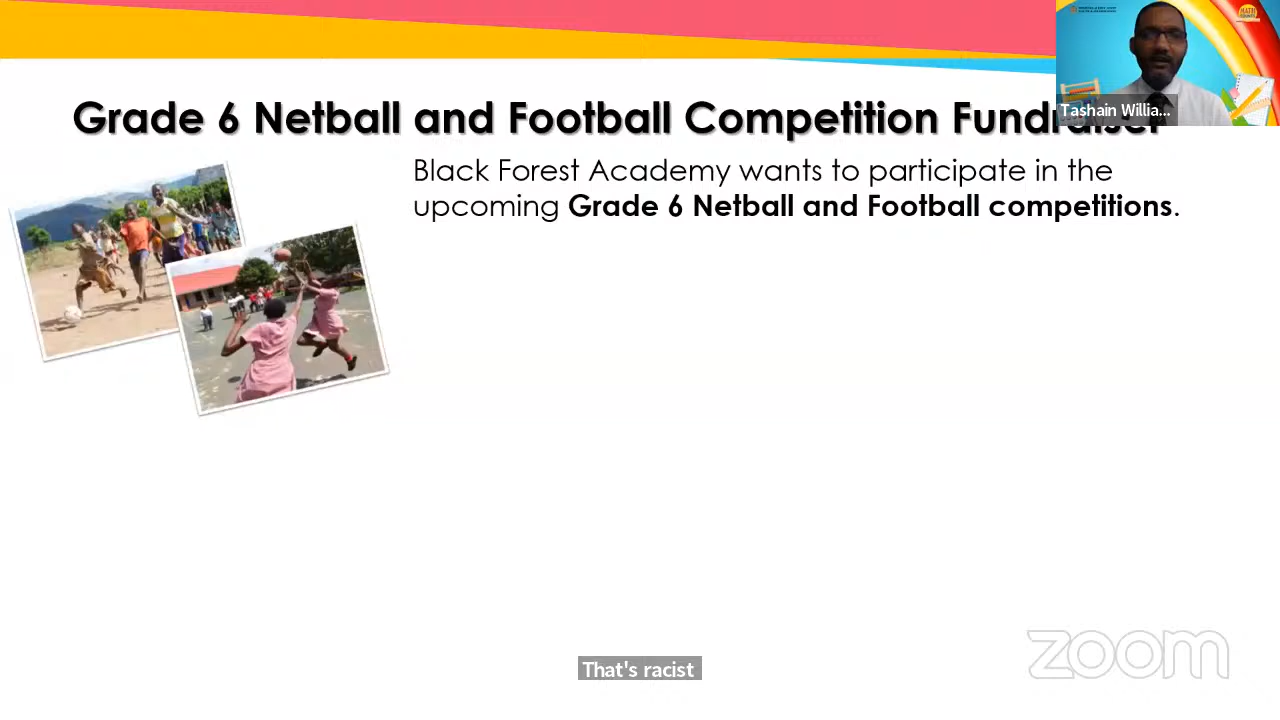 Grade 6 Netball and Football Competition Fundraiser
Tashain Willia...
Black Forest Academy wants to participate in the
upcoming Grade 6 Netball and Football competitions.
That's racist
zoom